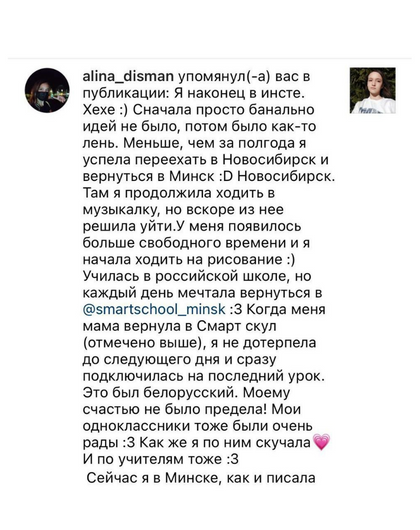 alina_disman упомянул(-а) вас в
публикации: Я наконец в инсте.
Хехе :) Сначала просто банально
идей не было, потом было как-то
лень. Меньше, чем за полгода я
успела переехать в Новосибирск и
вернуться в Минск :D Новосибирск.
Там я продолжила ходить в
музыкалку, но вскоре из нее
решила уйти.У меня появилось
больше свободного времени и я
начала ходить на рисование :)
Училась в российской школе, но
каждый день мечтала вернуться в
@smartschool_minsk :3 Когда меня
мама вернула в Смарт скул
(отмечено выше), я не дотерпела
до следующего дня и сразу
подключилась на последний урок.
Это был белорусский. Моему
счастью не было предела! Мои
одноклассники тоже были очень
рады :3 Как же я по ним скучала💗
И по учителям тоже :3
Сейчас я в Минске, как и писала